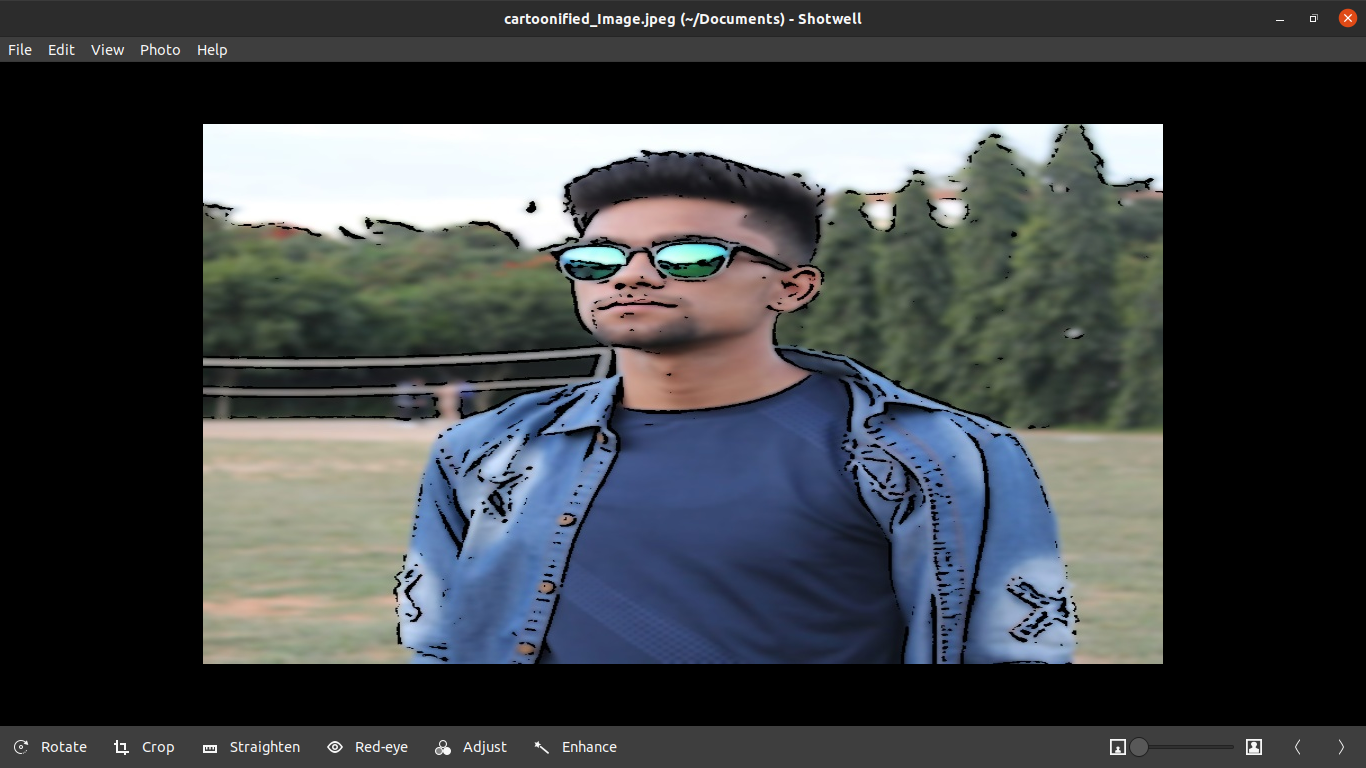 cartoonified_Image.jpeg (~/Documents) - Shotwell
File Edit View Photo Help
Rotate Crop Straighten Red-eye Adjust Enhance